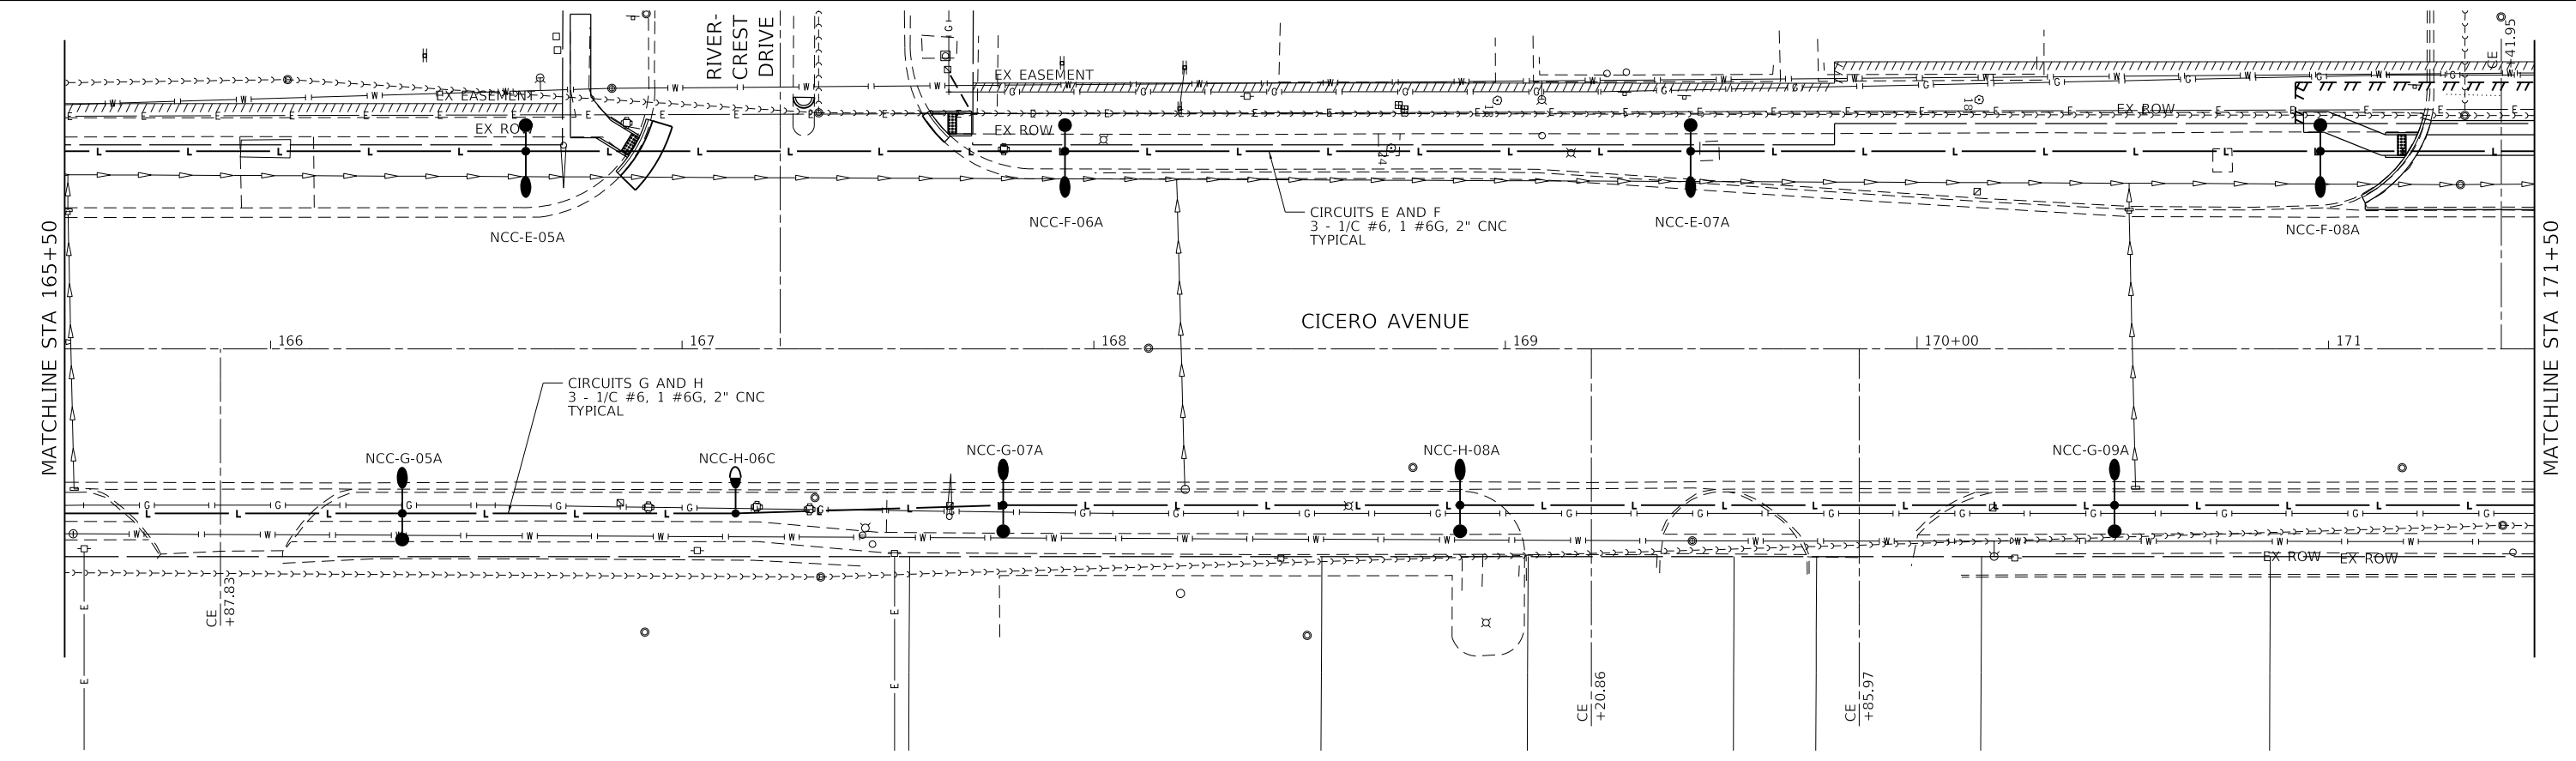 RIVER-
CREST
DRIVE
CE
+41.95
EX EASEMENT
EX EASEMENT
EX ROW
EX ROW
EX ROW
18
18
24
NCC-E-05A
NCC-F-06A
CIRCUITS E AND F
3 - 1/C #6, 1 #6G, 2" CNC
TYPICAL
NCC-E-07A
NCC-F-08A
MATCHLINE STA 165+50
MATCHLINE STA 171+50
CICERO AVENUE
166
167
168
169
170+00
171
CIRCUITS G AND H
3 - 1/C #6, 1 #6G, 2" CNC
TYPICAL
NCC-G-05A
NCC-H-06C
NCC-G-07A
NCC-H-08A
NCC-G-09A
EX ROW
EX ROW
CE
+87.83
CE
+20.86
CE
+85.97